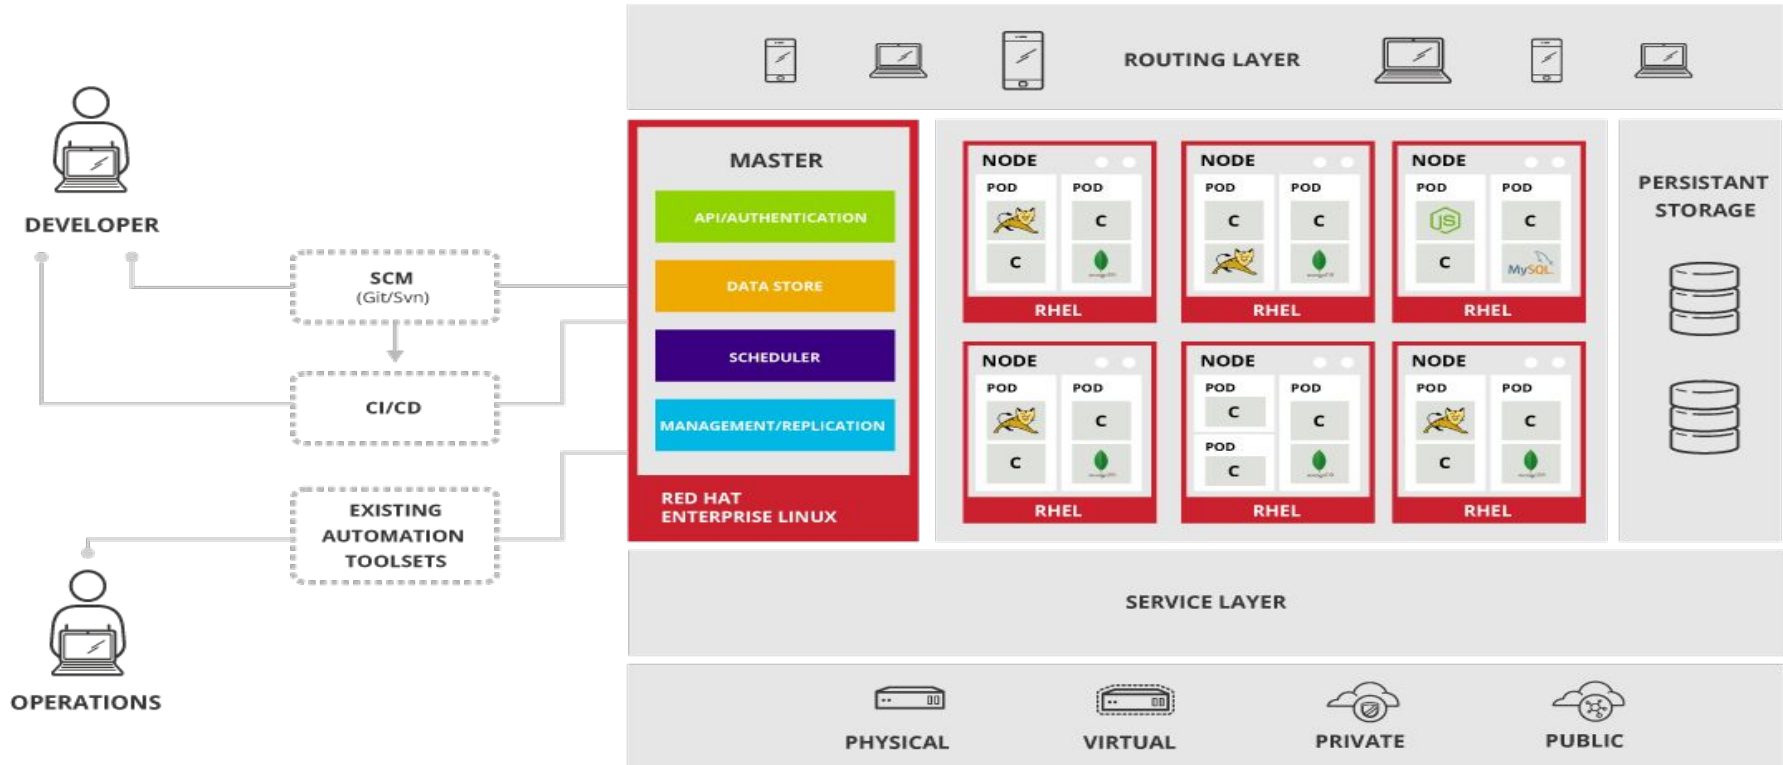 ROUTING LAYER
DEVELOPER
SCM
(Git/Svn)
CI/CD
EXISTING
AUTOMATION
TOOLSETS
OPERATIONS
MASTER
API/AUTHENTICATION
DATA STORE
SCHEDULER
MANAGEMENT/REPLICATION
RED HAT
ENTERPRISE LINUX
NODE
POD POD
C
C
RHEL
NODE
POD POD
C C
RHEL
NODE
POD POD
JS C
C MySQL
RHEL
NODE
POD POD
C
C
RHEL
NODE
POD POD
C C
POD
C
RHEL
NODE
POD POD
C
C
RHEL
PERSISTANT
STORAGE
SERVICE LAYER
PHYSICAL
VIRTUAL
PRIVATE
PUBLIC